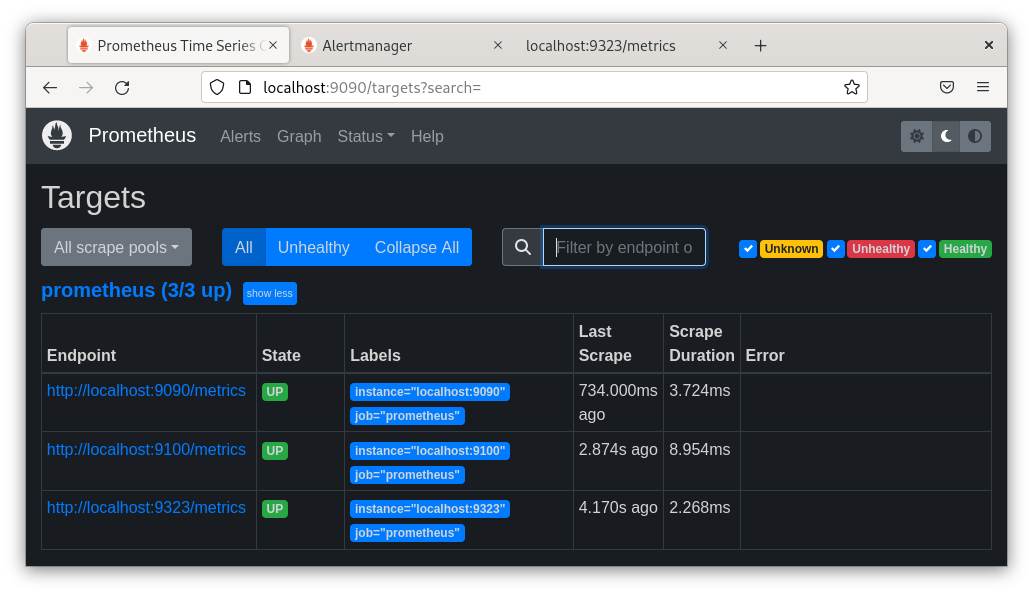 Prometheus Time Series C
Alertmanager
localhost:9323/metrics
localhost:9090/targets?search=
Prometheus Alerts Graph Status Help
Targets
All scrape pools
All Unhealthy Collapse All
Filter by endpoint o
Unknown Unhealthy Healthy
prometheus (3/3 up) show less
Endpoint State Labels Last Scrape Scrape Duration Error
http://localhost:9090/metrics UP instance="localhost:9090" job="prometheus" 734.000ms ago 3.724ms
http://localhost:9100/metrics UP instance="localhost:9100" job="prometheus" 2.874s ago 8.954ms
http://localhost:9323/metrics UP instance="localhost:9323" job="prometheus" 4.170s ago 2.268ms